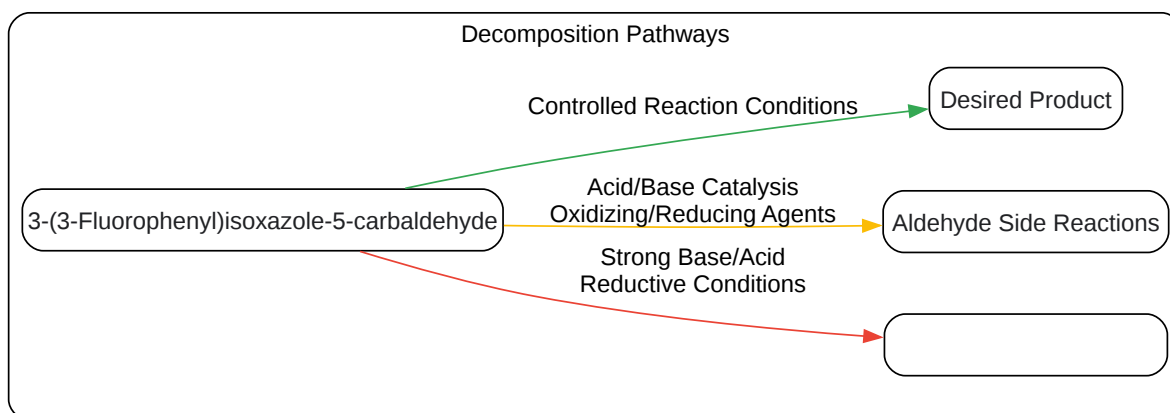 Decomposition Pathways
Controlled Reaction Conditions
Desired Product
3-(3-Fluorophenyl)isoxazole-5-carbaldehyde
Acid/Base Catalysis
Oxidizing/Reducing Agents
Aldehyde Side Reactions
Strong Base/Acid
Reductive Conditions